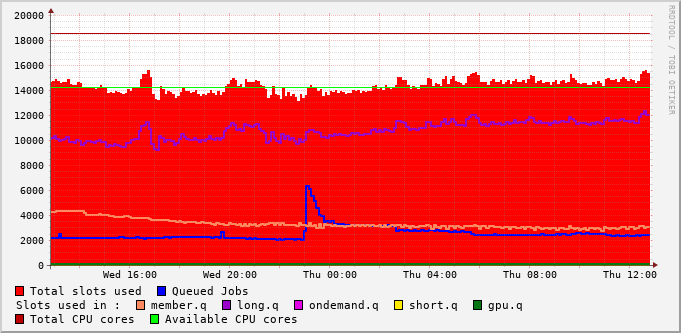 20000
18000
16000
14000
12000
10000
8000
6000
4000
2000
0
Wed 16:00 Wed 20:00 Thu 00:00 Thu 04:00 Thu 08:00 Thu 12:00
RRDTOOL / TOBI OETIKER
Total slots used Queued Jobs
Slots used in : member.q long.q ondemand.q short.q gpu.q
Total CPU cores Available CPU cores